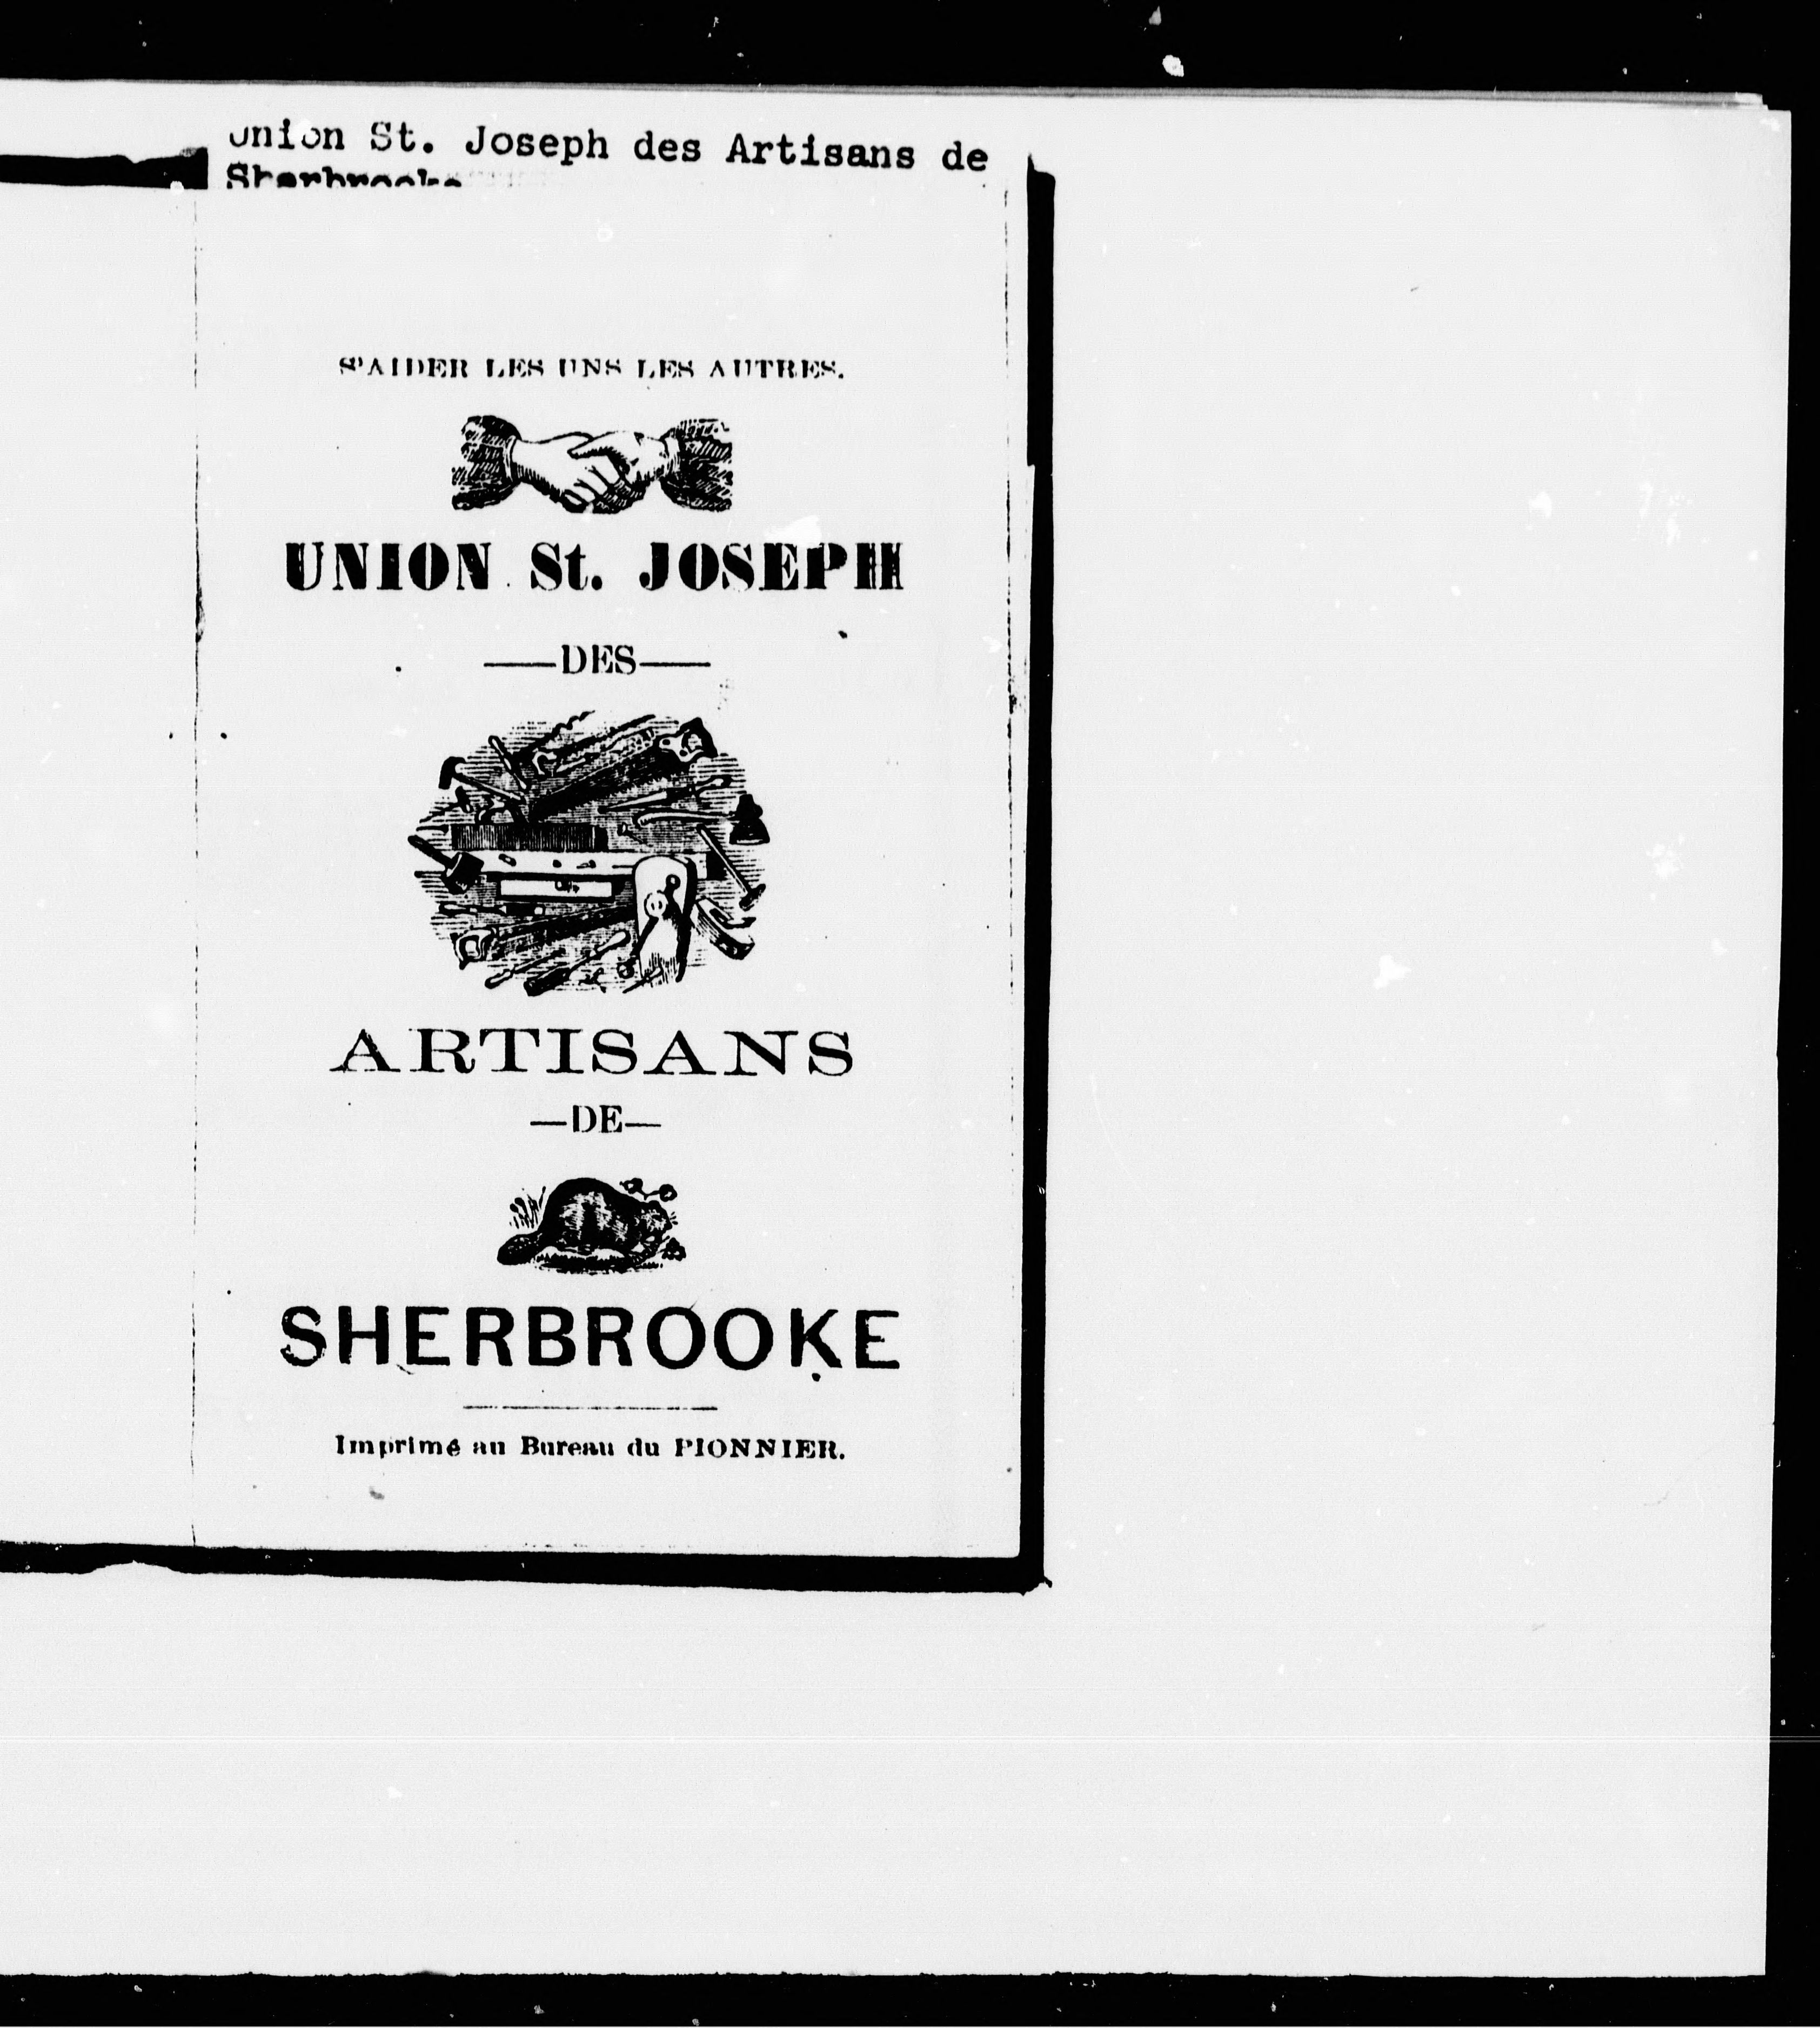 Union St. Joseph des Artisans de
Sherbrooke
S'AIDER LES UNS LES AUTRES.
UNION St. JOSEPH
—DES—
ARTISANS
—DE—
SHERBROOKE
Imprimé au Bureau du PIONNIER.